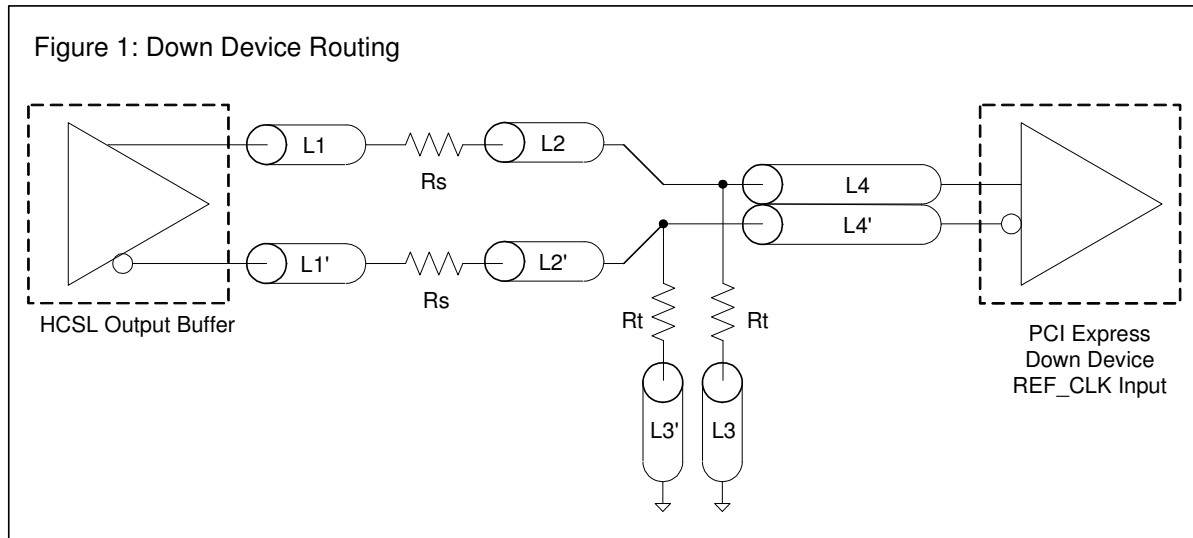 Figure 1: Down Device Routing
L1
Rs
L2
L4
L4'
L1'
Rs
L2'
HCSL Output Buffer
Rt
Rt
L3'
L3
PCI Express
Down Device
REF_CLK Input